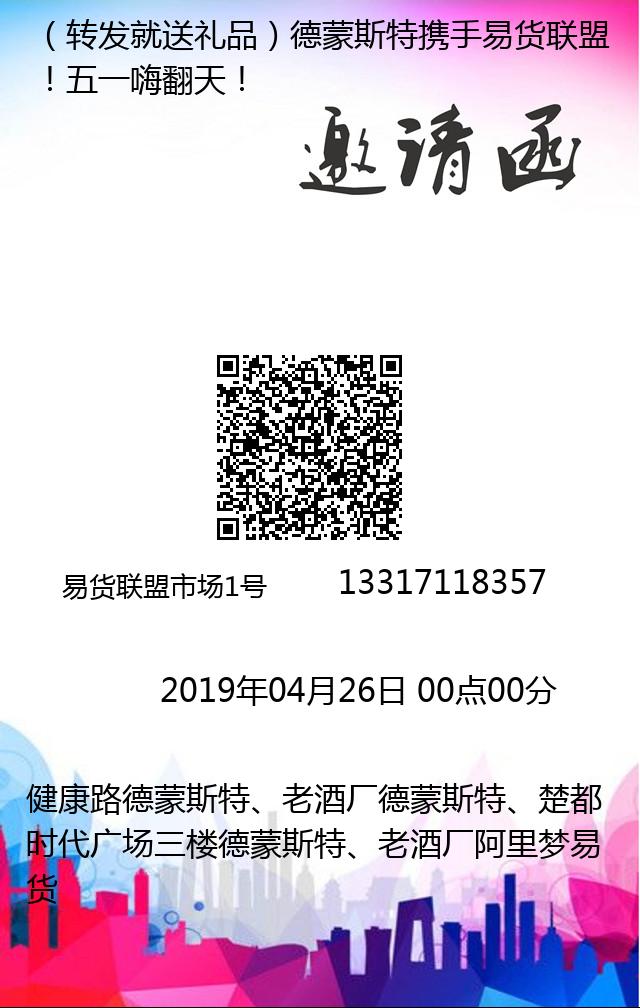 （转发就送礼品）德蒙斯特携手易货联盟
！五一嗨翻天！
邀请函
易货联盟市场1号
13317118357
2019年04月26日 00点00分
健康路德蒙斯特、老酒厂德蒙斯特、楚都
时代广场三楼德蒙斯特、老酒厂阿里梦易
货